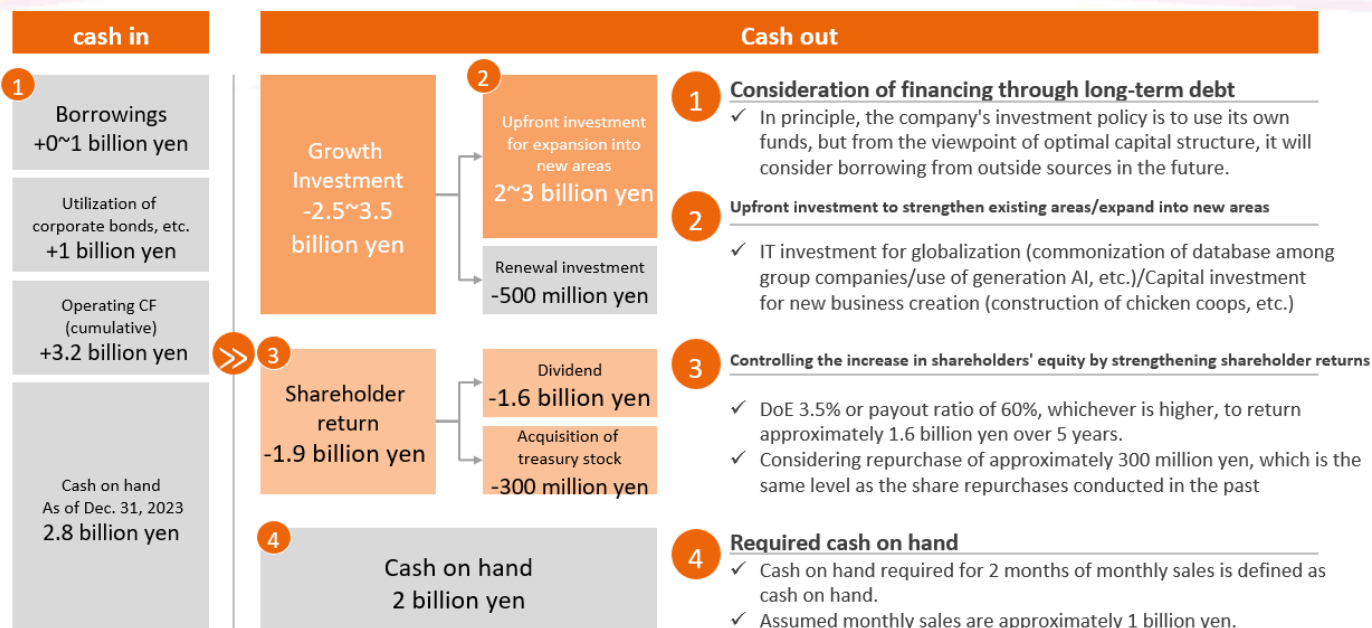 cash in
1
Borrowings
+0~1 billion yen
Utilization of
corporate bonds, etc.
+1 billion yen
Operating CF
(cumulative)
+3.2 billion yen
Cash on hand
As of Dec. 31, 2023
2.8 billion yen
Cash out
Growth
Investment
-2.5~3.5
billion yen
2
Upfront investment
for expansion into
new areas
2~3 billion yen
Renewal investment
-500 million yen
3
Shareholder
return
-1.9 billion yen
Dividend
-1.6 billion yen
Acquisition of
treasury stock
-300 million yen
4
Cash on hand
2 billion yen
1
Consideration of financing through long-term debt
✓ In principle, the company's investment policy is to use its own
funds, but from the viewpoint of optimal capital structure, it will
consider borrowing from outside sources in the future.
2
Upfront investment to strengthen existing areas/expand into new areas
✓ IT investment for globalization (commonization of database among
group companies/use of generation AI, etc.)/Capital investment
for new business creation (construction of chicken coops, etc.)
3
Controlling the increase in shareholders' equity by strengthening shareholder returns
✓ DoE 3.5% or payout ratio of 60%, whichever is higher, to return
approximately 1.6 billion yen over 5 years.
✓ Considering repurchase of approximately 300 million yen, which is the
same level as the share repurchases conducted in the past
4
Required cash on hand
✓ Cash on hand required for 2 months of monthly sales is defined as
cash on hand.
✓ Assumed monthly sales are approximately 1 billion yen.